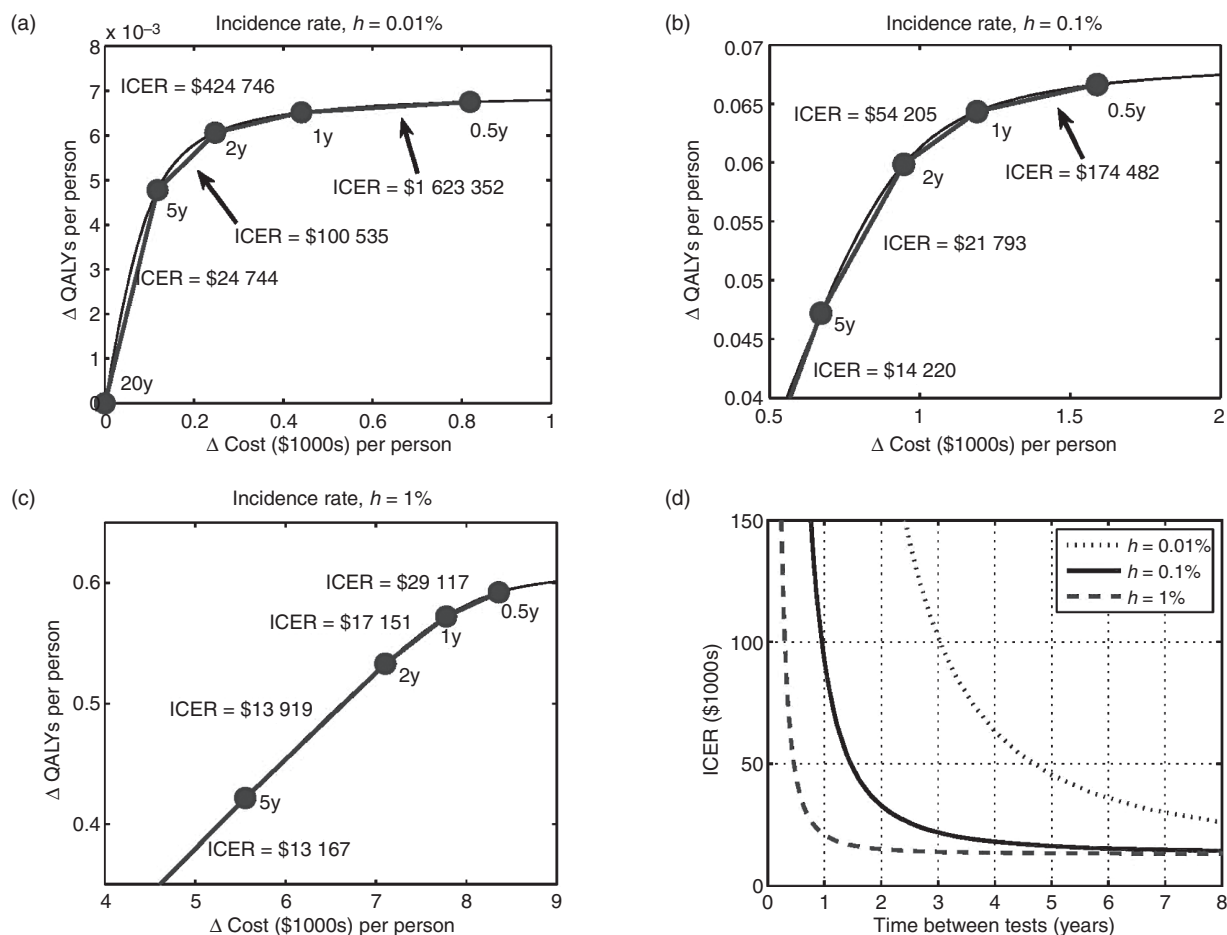 (a)
Incidence rate, h = 0.01%
8 × 10⁻³
7
6
5
4
3
2
1
0
ICER = $424 746
2y
1y
0.5y
5y
ICER = $1 623 352
ICER = $100 535
ICER = $24 744
20y
0
0.2
0.4
0.6
0.8
1
Δ QALYs per person
Δ Cost ($1000s) per person
(b)
Incidence rate, h = 0.1%
0.07
0.065
0.06
0.055
0.05
0.045
0.04
ICER = $54 205
1y
0.5y
2y
ICER = $174 482
ICER = $21 793
5y
ICER = $14 220
0.5
1
1.5
2
Δ QALYs per person
Δ Cost ($1000s) per person
(c)
Incidence rate, h = 1%
0.6
0.5
0.4
ICER = $29 117
ICER = $17 151
0.5y
1y
2y
ICER = $13 919
5y
ICER = $13 167
4
5
6
7
8
9
Δ QALYs per person
Δ Cost ($1000s) per person
(d)
150
100
50
0
h = 0.01%
h = 0.1%
h = 1%
0
1
2
3
4
5
6
7
8
ICER ($1000s)
Time between tests (years)